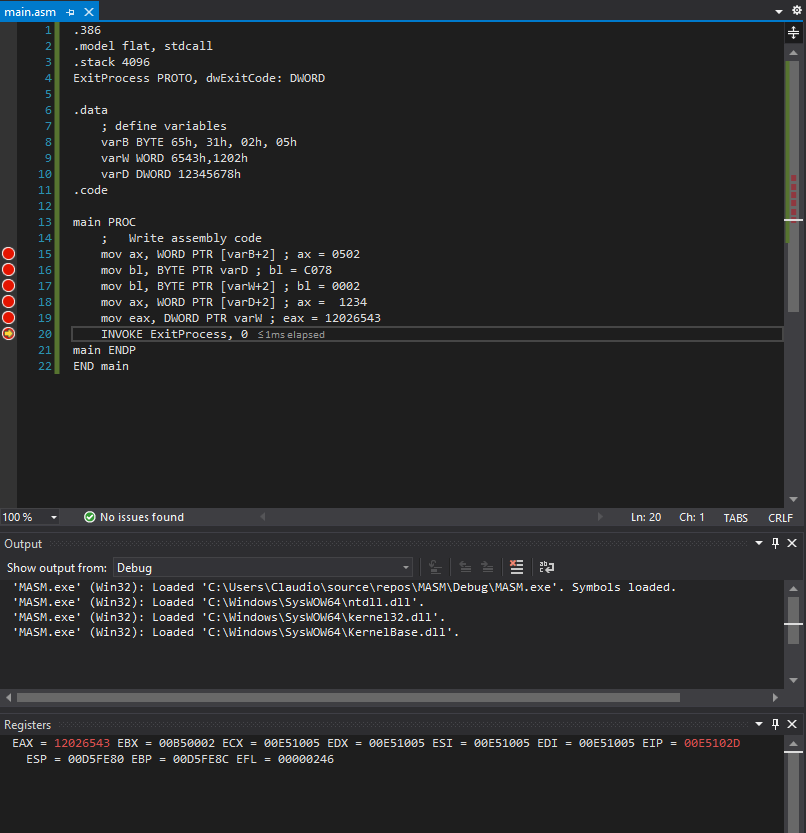 main.asm
1 .386
2 .model flat, stdcall
3 .stack 4096
4 ExitProcess PROTO, dwExitCode: DWORD
5
6 .data
7     ; define variables
8     varB BYTE 65h, 31h, 02h, 05h
9     varW WORD 6543h,1202h
10     varD DWORD 12345678h
11 .code
12
13 main PROC
14     ;   Write assembly code
15     mov ax, WORD PTR [varB+2] ; ax = 0502
16     mov bl, BYTE PTR varD ; bl = C078
17     mov bl, BYTE PTR [varW+2] ; bl = 0002
18     mov ax, WORD PTR [varD+2] ; ax =  1234
19     mov eax, DWORD PTR varW ; eax = 12026543
20     INVOKE ExitProcess, 0 ≤1ms elapsed
21 main ENDP
22 END main
100 % No issues found Ln: 20 Ch: 1 TABS CRLF
Output
Show output from: Debug
'MASM.exe' (Win32): Loaded 'C:\Users\Claudio\source\repos\MASM\Debug\MASM.exe'. Symbols loaded.
'MASM.exe' (Win32): Loaded 'C:\Windows\SysWOW64\ntdll.dll'.
'MASM.exe' (Win32): Loaded 'C:\Windows\SysWOW64\kernel32.dll'.
'MASM.exe' (Win32): Loaded 'C:\Windows\SysWOW64\KernelBase.dll'.
Registers
EAX = 12026543 EBX = 00B50002 ECX = 00E51005 EDX = 00E51005 ESI = 00E51005 EDI = 00E51005 EIP = 00E5102D
ESP = 00D5FE80 EBP = 00D5FE8C EFL = 00000246